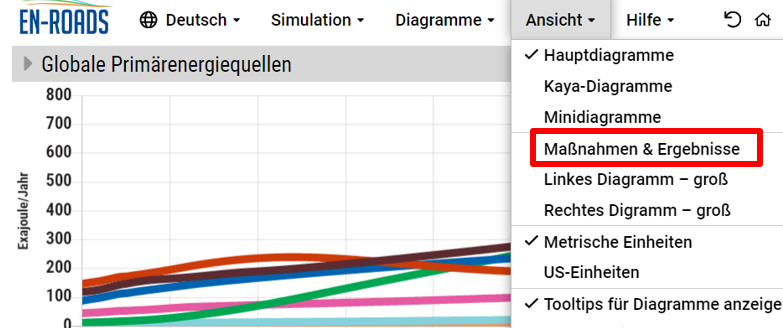 EN-ROADS
Deutsch
Simulation
Diagramme
Ansicht
Hilfe
Globale Primärenergiequellen
Hauptdiagramme
Kaya-Diagramme
Minidiagramme
Maßnahmen & Ergebnisse
Linkes Diagramm – groß
Rechtes Digramm – groß
Metrische Einheiten
US-Einheiten
Tooltips für Diagramme anzeige
Exajoule/Jahr
800
700
600
500
400
300
200
100
0